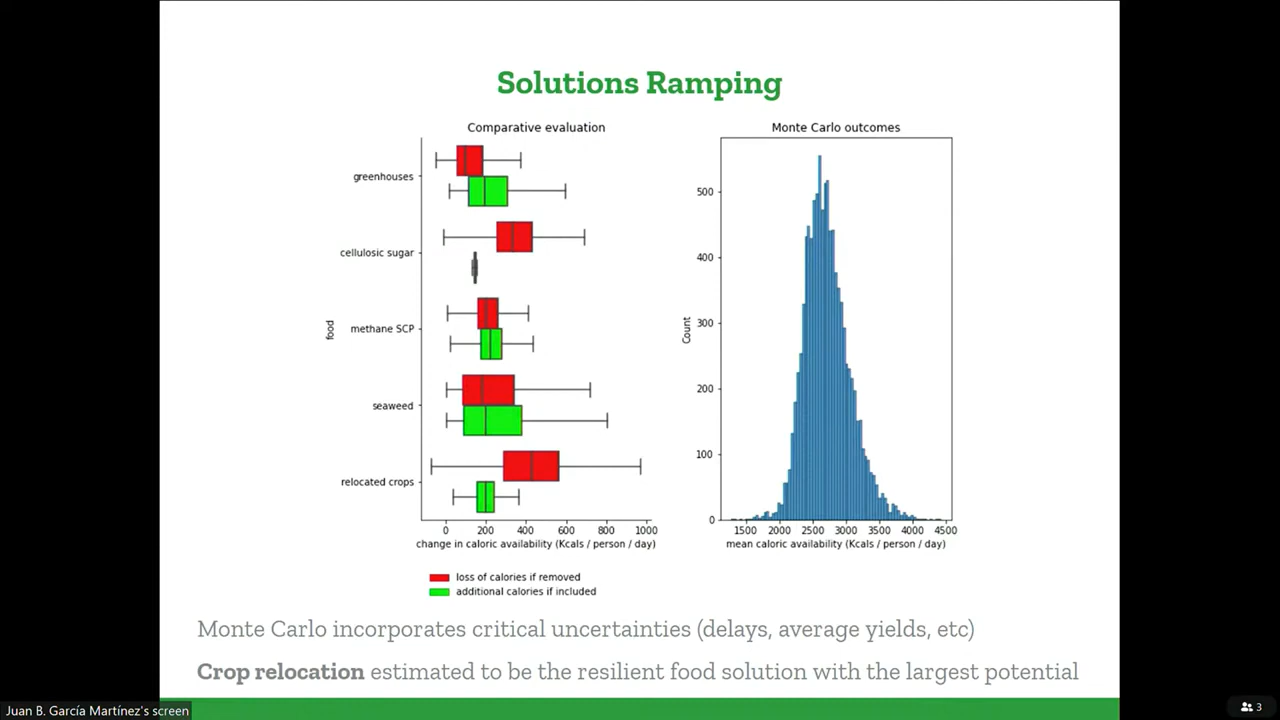 Solutions Ramping
Comparative evaluation
greenhouses
cellulosic sugar
methane SCP
seaweed
relocated crops
food
0 200 400 600 800 1000
change in caloric availability (Kcals / person / day)
loss of calories if removed
additional calories if included
Monte Carlo outcomes
500
400
300
200
100
0
Count
1500 2000 2500 3000 3500 4000 4500
mean caloric availability (Kcals / person / day)
Monte Carlo incorporates critical uncertainties (delays, average yields, etc)
Crop relocation estimated to be the resilient food solution with the largest potential
Juan B. García Martínez's screen
3